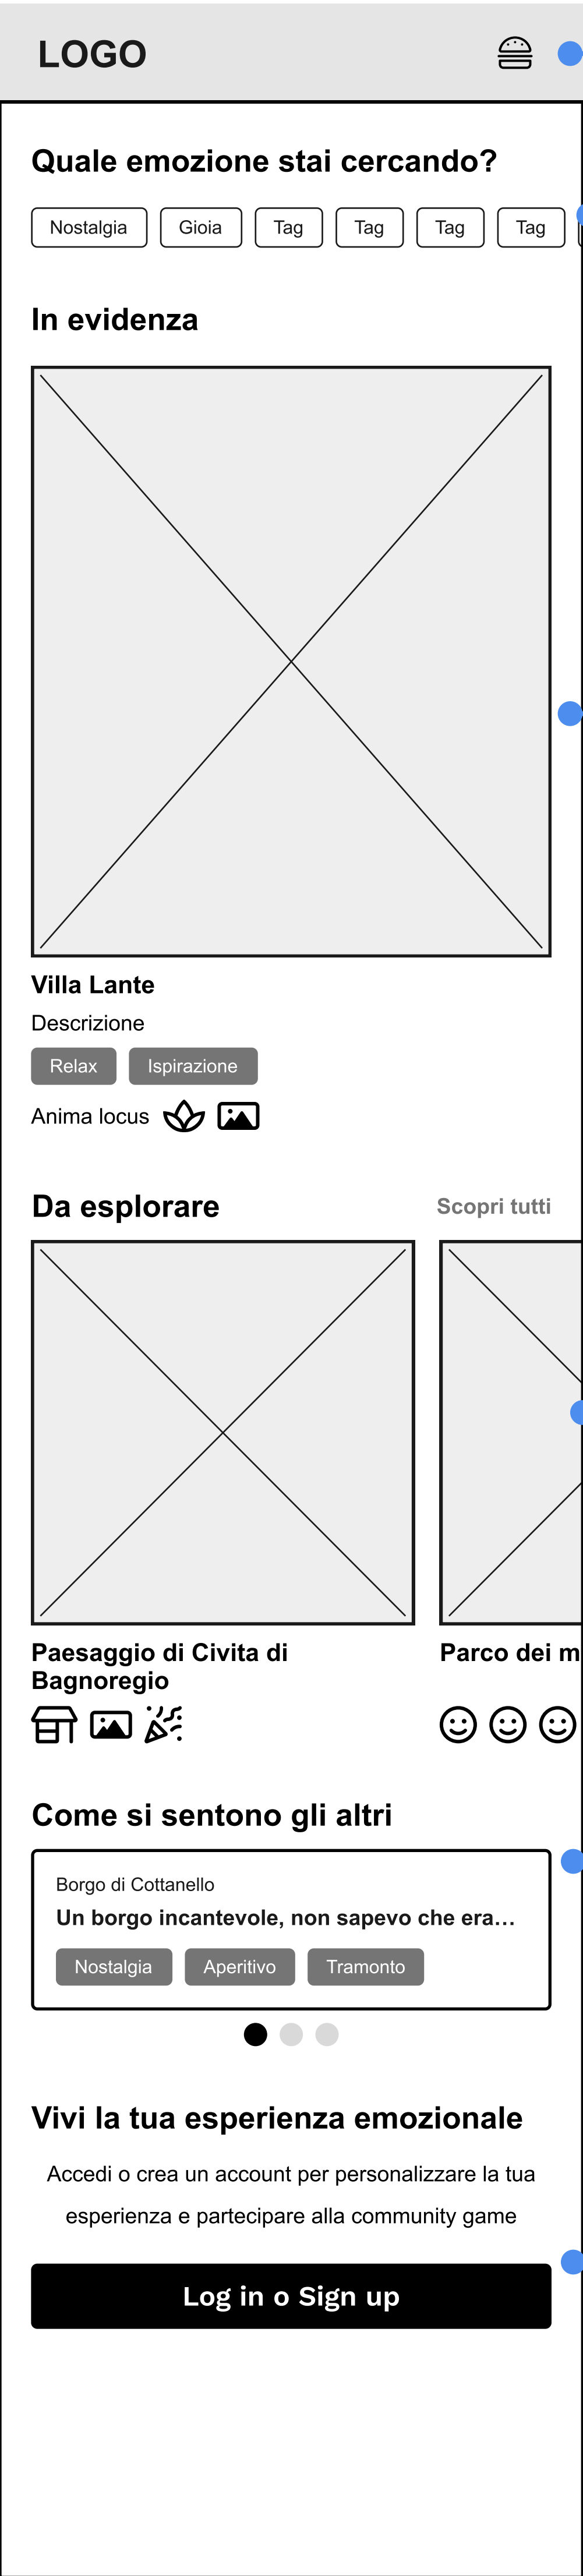 LOGO
Quale emozione stai cercando?
Nostalgia Gioia Tag Tag Tag Tag
In evidenza
Villa Lante
Descrizione
Relax Ispirazione
Anima locus
Da esplorare Scopri tutti
Paesaggio di Civita di
Bagnoregio
Parco dei m
Come si sentono gli altri
Borgo di Cottanello
Un borgo incantevole, non sapevo che era...
Nostalgia Aperitivo Tramonto
Vivi la tua esperienza emozionale
Accedi o crea un account per personalizzare la tua
esperienza e partecipare alla community game
Log in o Sign up